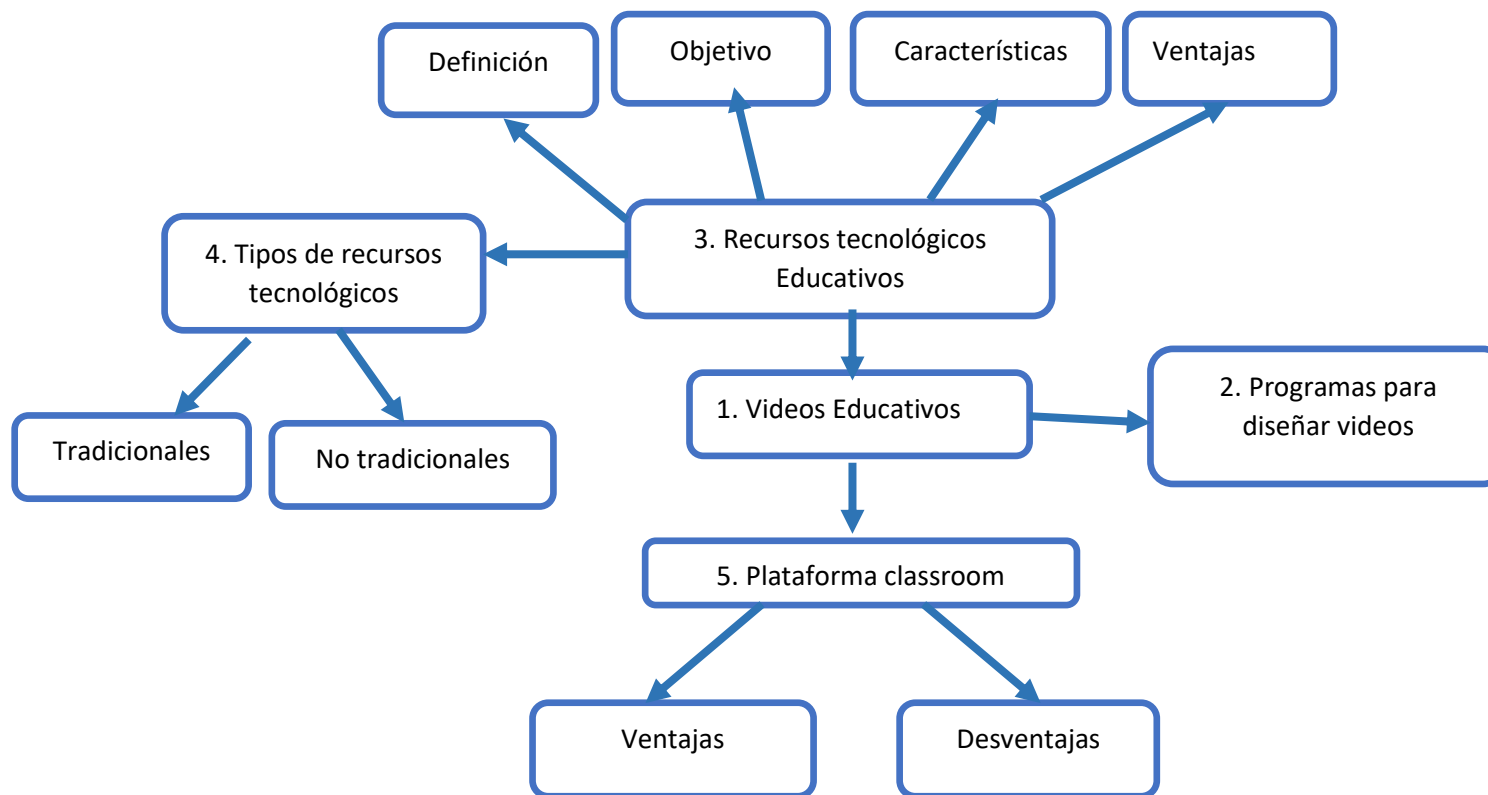 Definición
Objetivo
Característísticas
Ventajas
3. Recursos tecnológicos
Educativos
4. Tipos de recursos
tecnológicos
Tradicionales
No tradicionales
1. Videos Educativos
2. Programas para
diseñar videos
5. Plataforma classroom
Ventajas
Desventajas